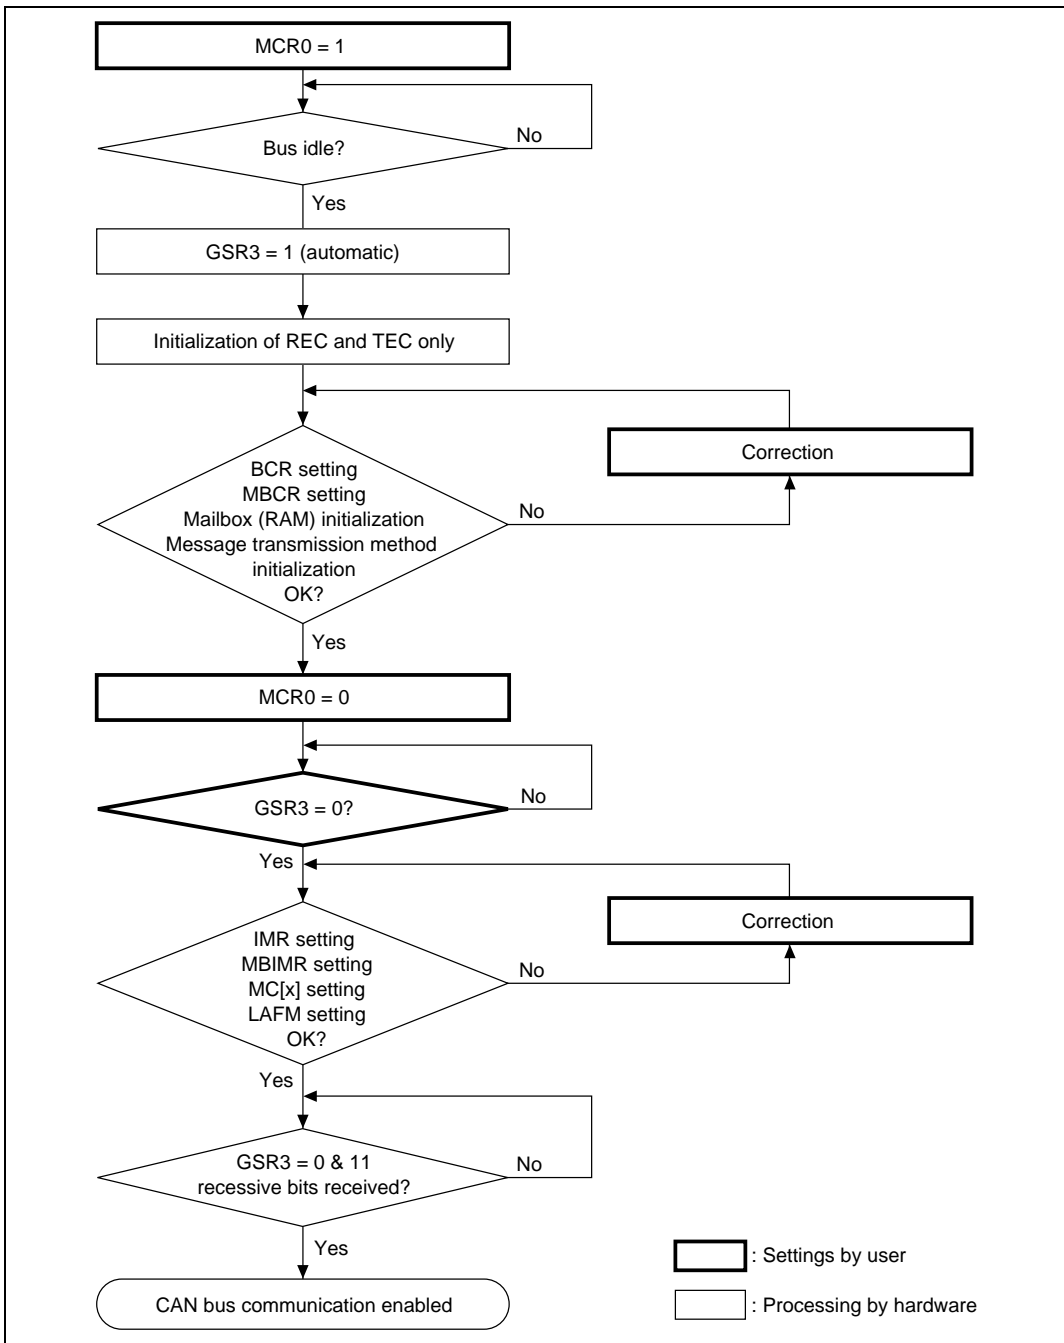 MCR0 = 1
Bus idle?
No
Yes
GSR3 = 1 (automatic)
Initialization of REC and TEC only
BCR setting
MBCR setting
Mailbox (RAM) initialization
Message transmission method
initialization
OK?
No
Correction
Yes
MCR0 = 0
GSR3 = 0?
No
Yes
IMR setting
MBIMR setting
MC[x] setting
LAFM setting
OK?
No
Correction
Yes
GSR3 = 0 & 11
recessive bits received?
No
Yes
CAN bus communication enabled
: Settings by user
: Processing by hardware